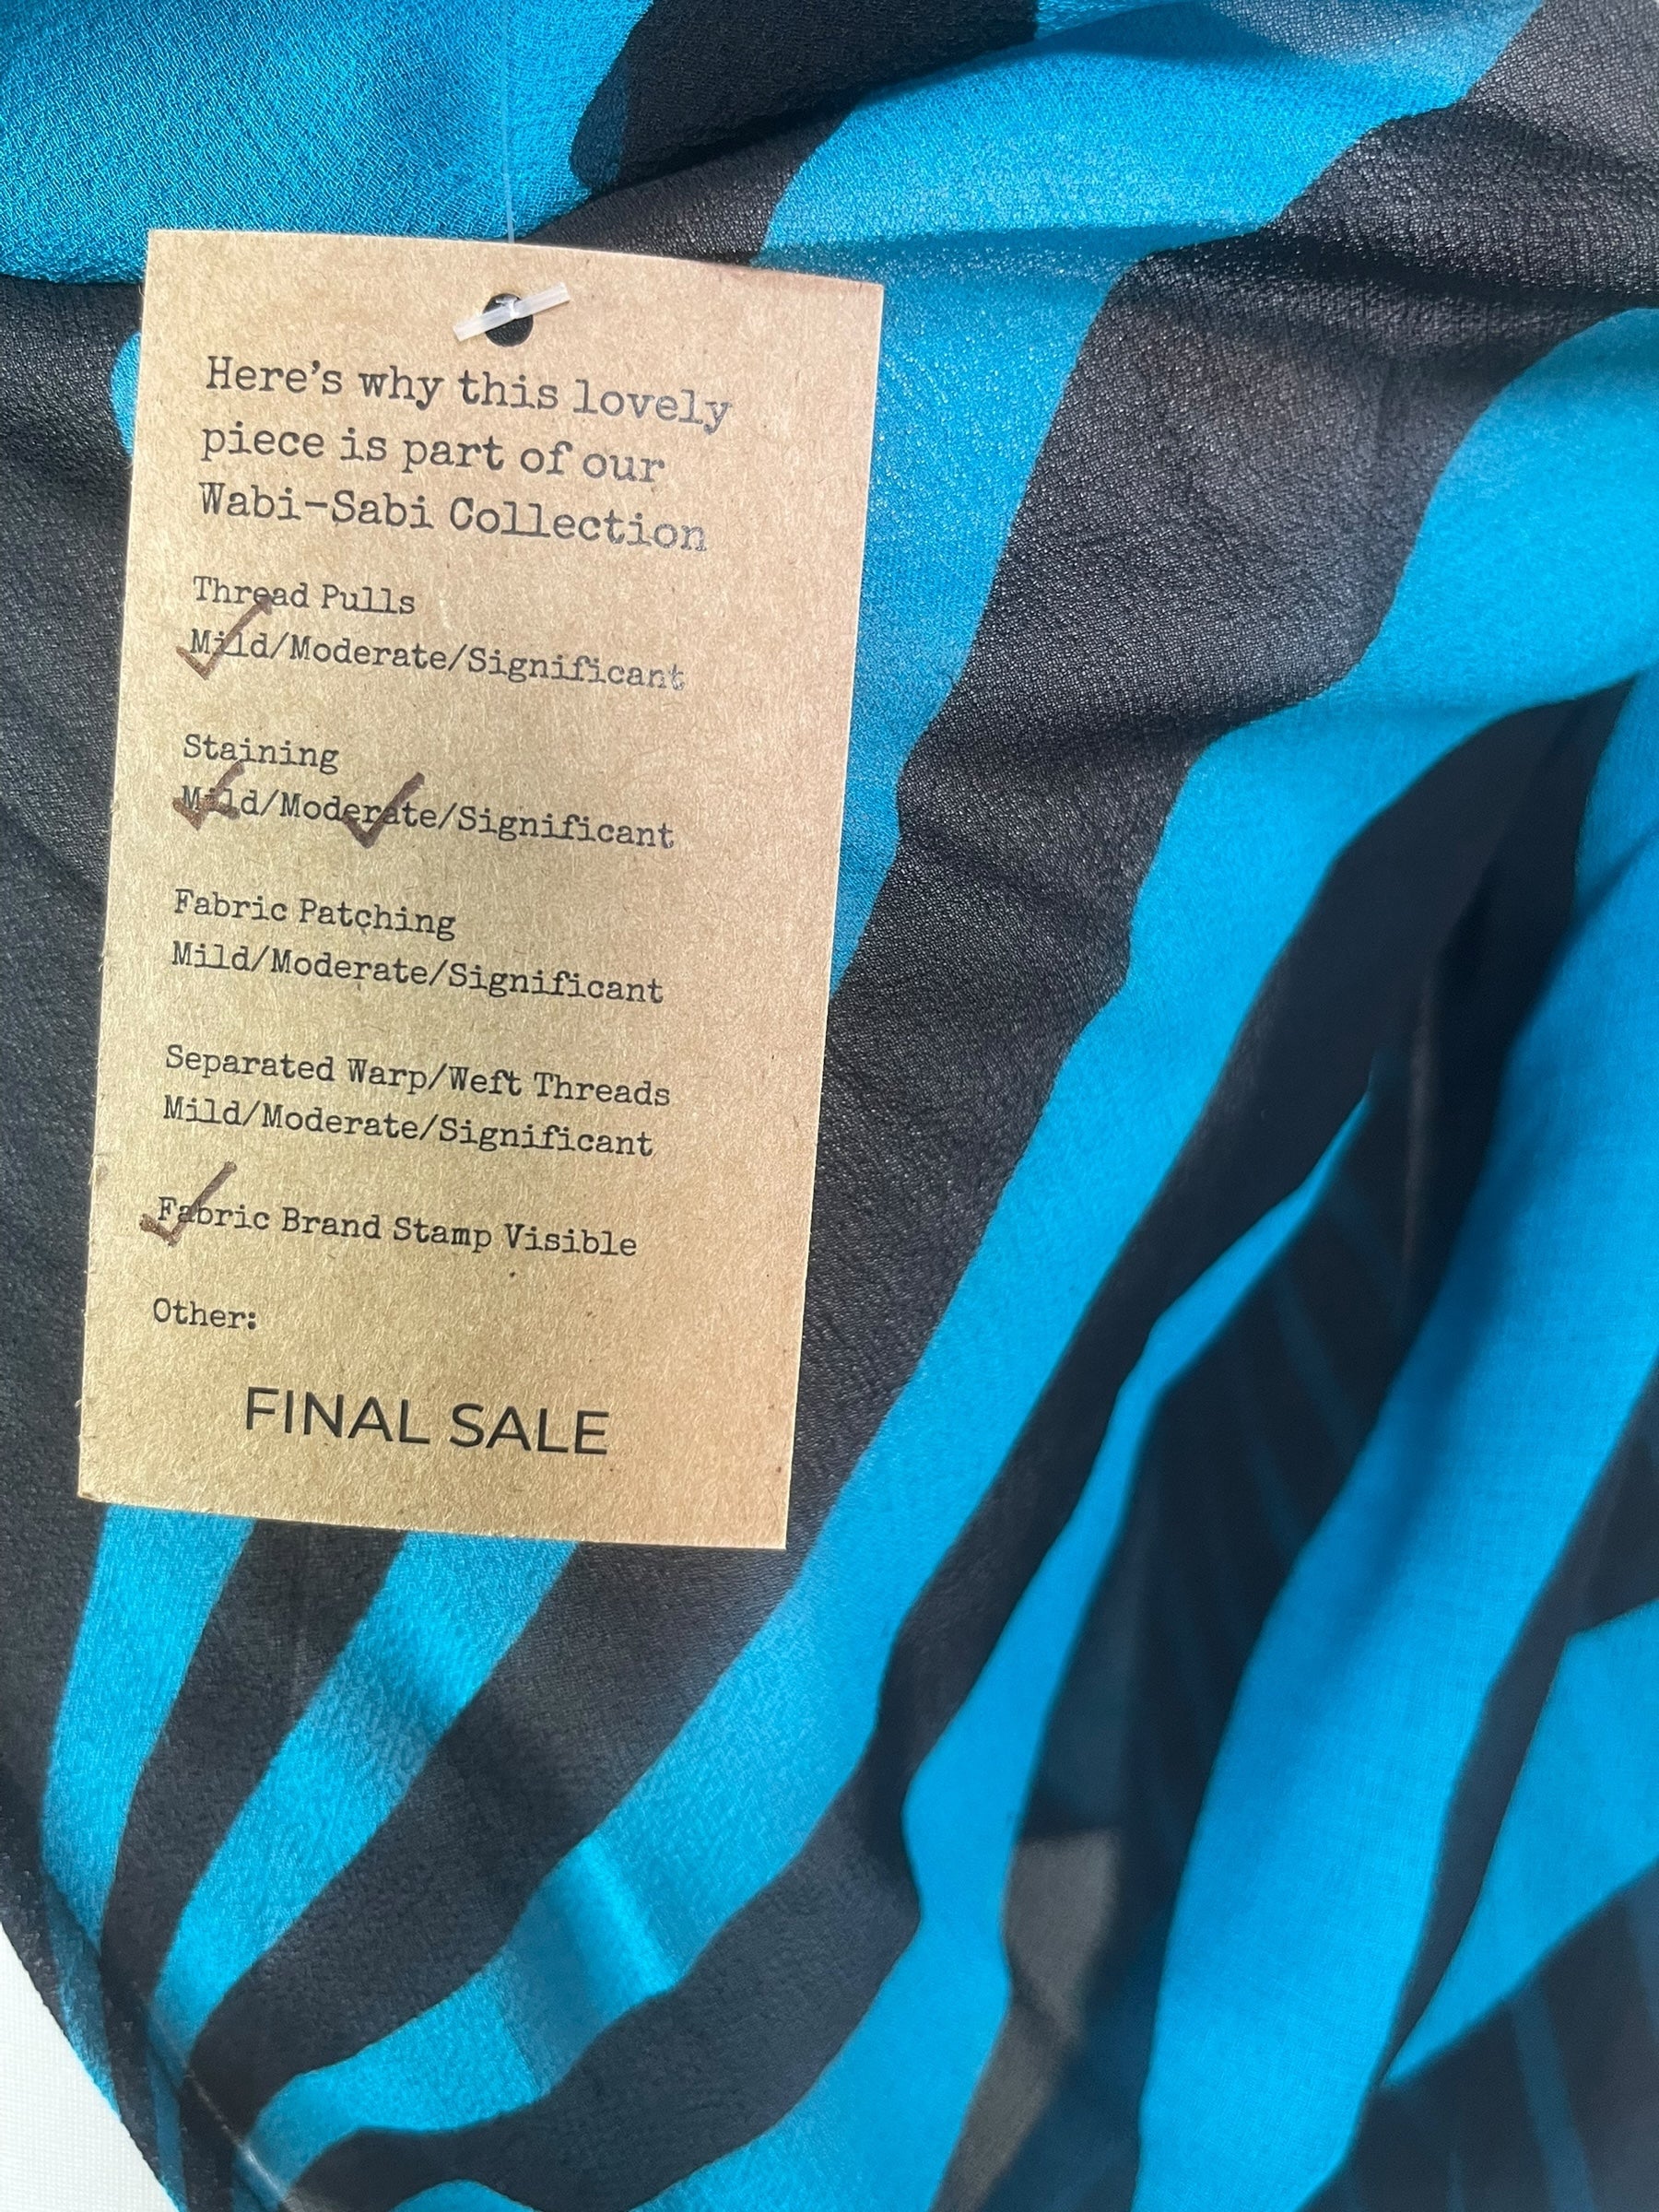 Here's why this lovely
piece is part of our
Wabi-Sabi Collection
Thread Pulls
Mild/Moderate/Significant
Staining
Mild/Moderate/Significant
Fabric Patching
Mild/Moderate/Significant
Separated Warp/Weft Threads
Mild/Moderate/Significant
Fabric Brand Stamp Visible
Other:
FINAL SALE